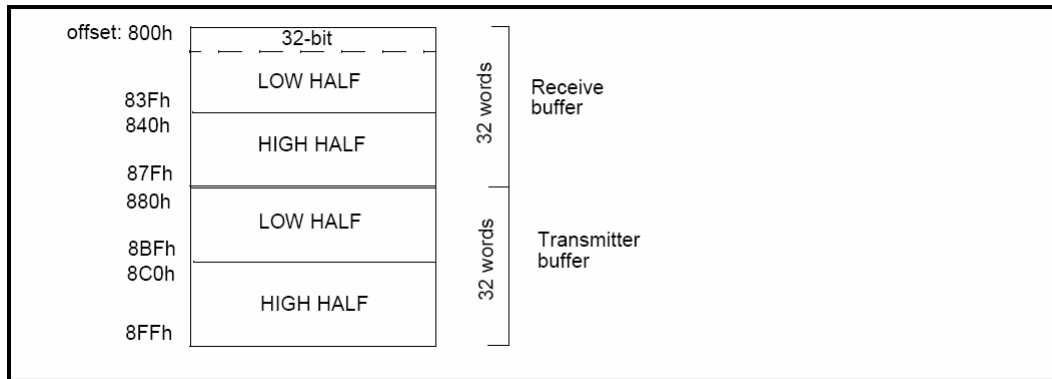 offset: 800h
32-bit
LOW HALF
83Fh
840h
HIGH HALF
87Fh
32 words
Receive
buffer
880h
LOW HALF
8BFh
8C0h
HIGH HALF
8FFh
32 words
Transmitter
buffer